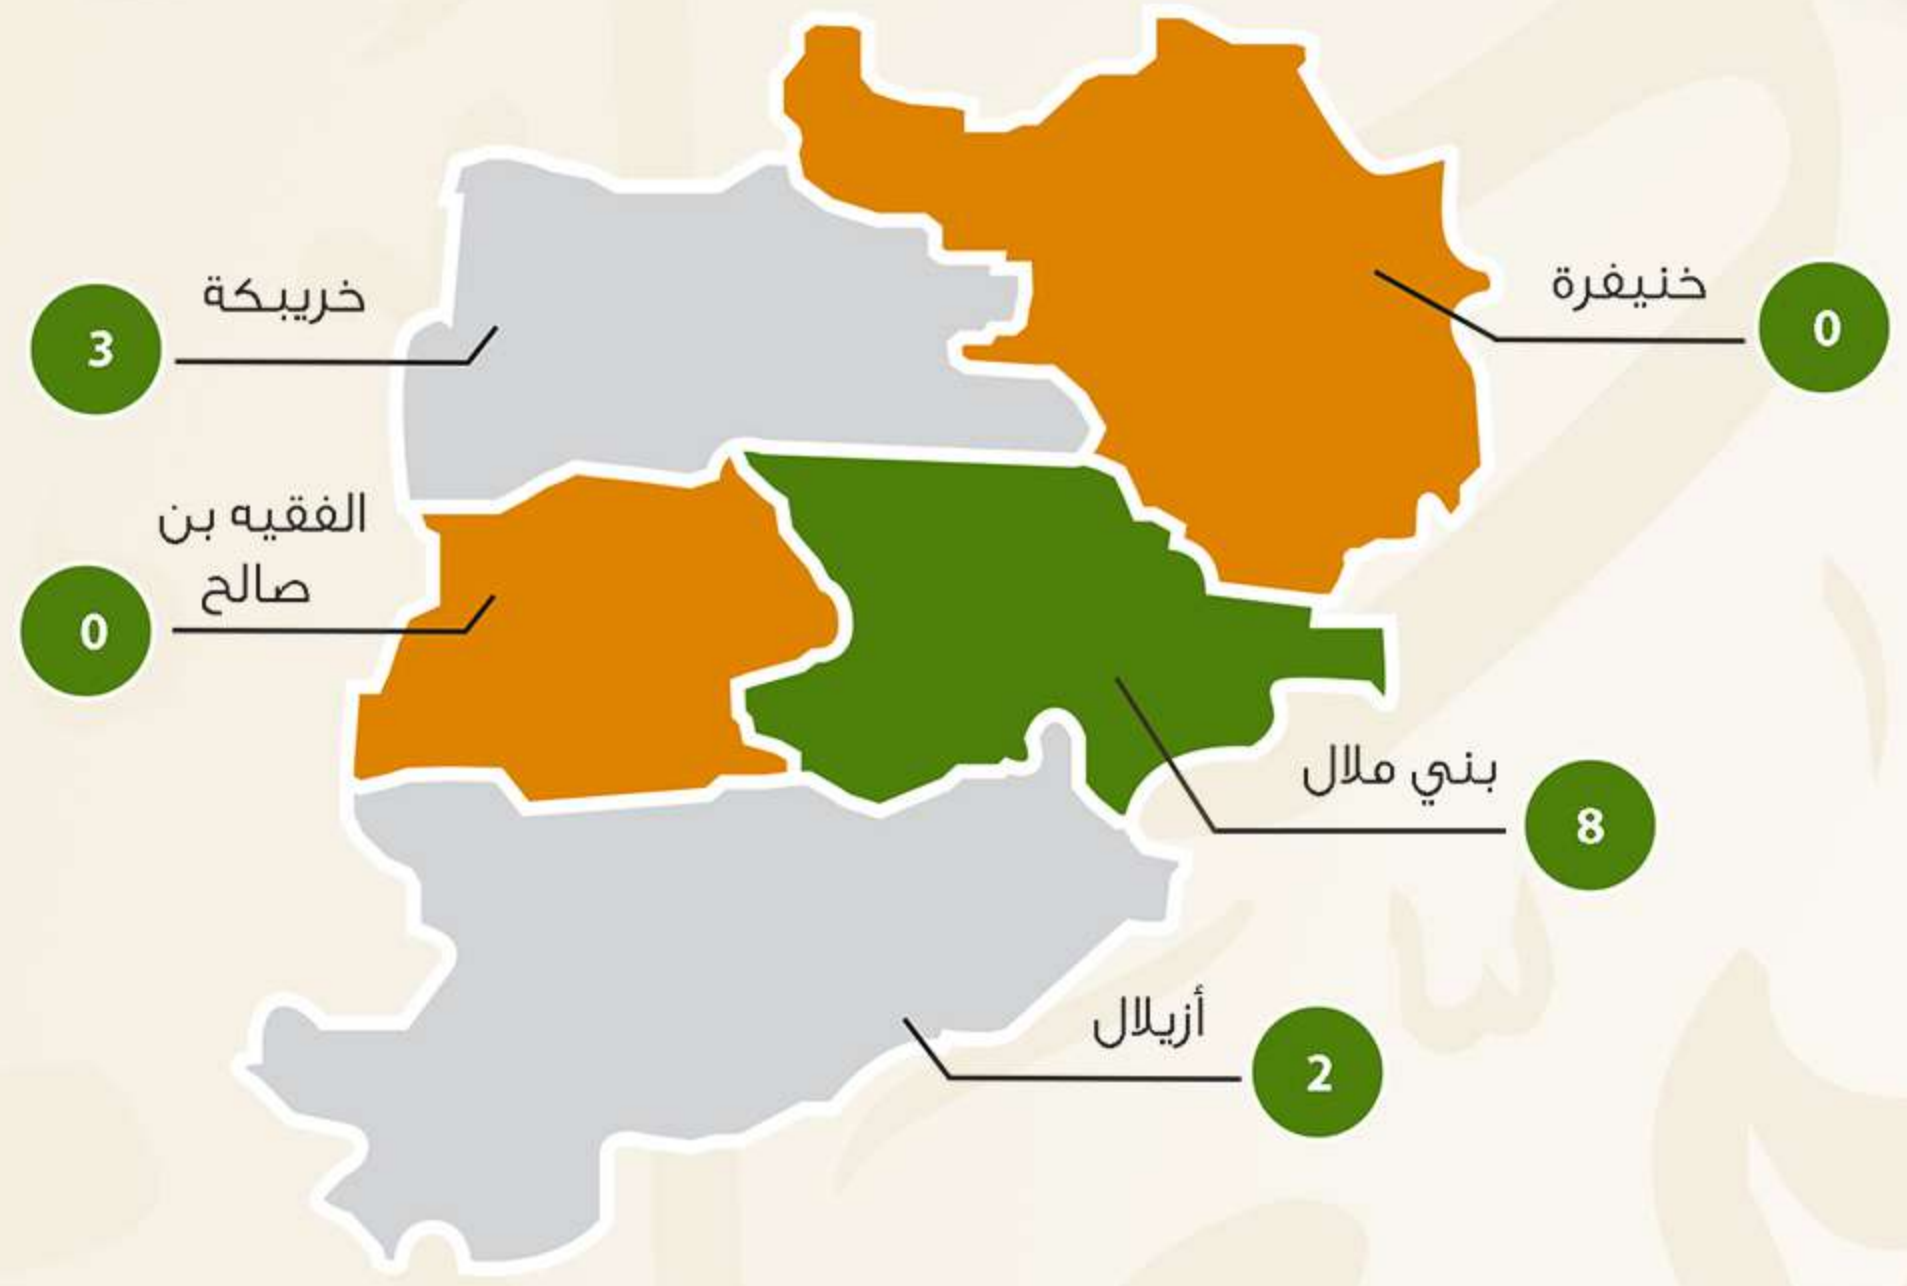 خنيفرة
0
خريبكة
3
الفقيه بن
صالح
0
بني ملال
8
أزيلال
2